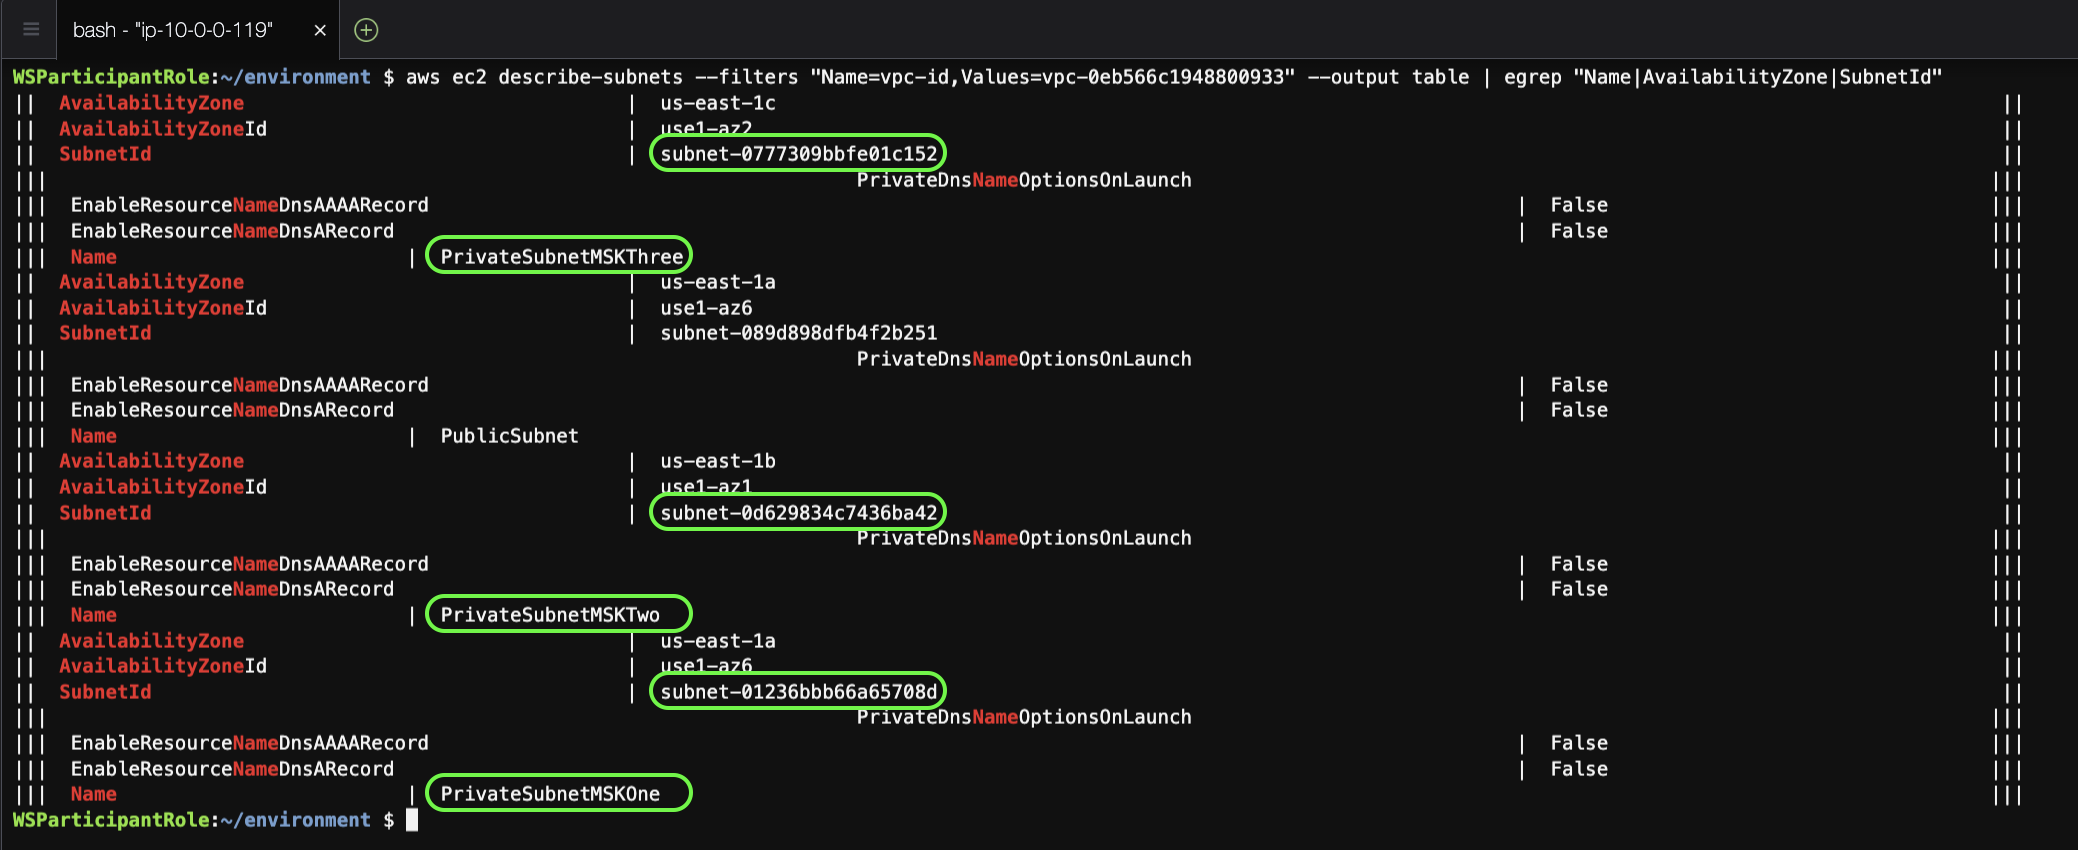 bash - "ip-10-0-0-119"
WSParticipantRole:~/environment $ aws ec2 describe-subnets --filters "Name=vpc-id,Values=vpc-0eb566c1948800933" --output table | egrep "Name|AvailabilityZone|SubnetId"
|| AvailabilityZone | us-east-1c ||
|| AvailabilityZoneId | use1-az2 ||
|| SubnetId | subnet-0777309bbfe01c152 ||
||| PrivateDnsNameOptionsOnLaunch |||
||| EnableResourceNameDnsAAAARecord | False |||
||| EnableResourceNameDnsARecord | False |||
||| Name | PrivateSubnetMSKThree |||
|| AvailabilityZone | us-east-1a ||
|| AvailabilityZoneId | use1-az6 ||
|| SubnetId | subnet-089d898dfb4f2b251 ||
||| PrivateDnsNameOptionsOnLaunch |||
||| EnableResourceNameDnsAAAARecord | False |||
||| EnableResourceNameDnsARecord | False |||
||| Name | PublicSubnet |||
|| AvailabilityZone | us-east-1b ||
|| AvailabilityZoneId | use1-az1 ||
|| SubnetId | subnet-0d629834c7436ba42 ||
||| PrivateDnsNameOptionsOnLaunch |||
||| EnableResourceNameDnsAAAARecord | False |||
||| EnableResourceNameDnsARecord | False |||
||| Name | PrivateSubnetMSKTwo |||
|| AvailabilityZone | us-east-1a ||
|| AvailabilityZoneId | use1-az6 ||
|| SubnetId | subnet-01236bbb66a65708d ||
||| PrivateDnsNameOptionsOnLaunch |||
||| EnableResourceNameDnsAAAARecord | False |||
||| EnableResourceNameDnsARecord | False |||
||| Name | PrivateSubnetMSKOne |||
WSParticipantRole:~/environment $